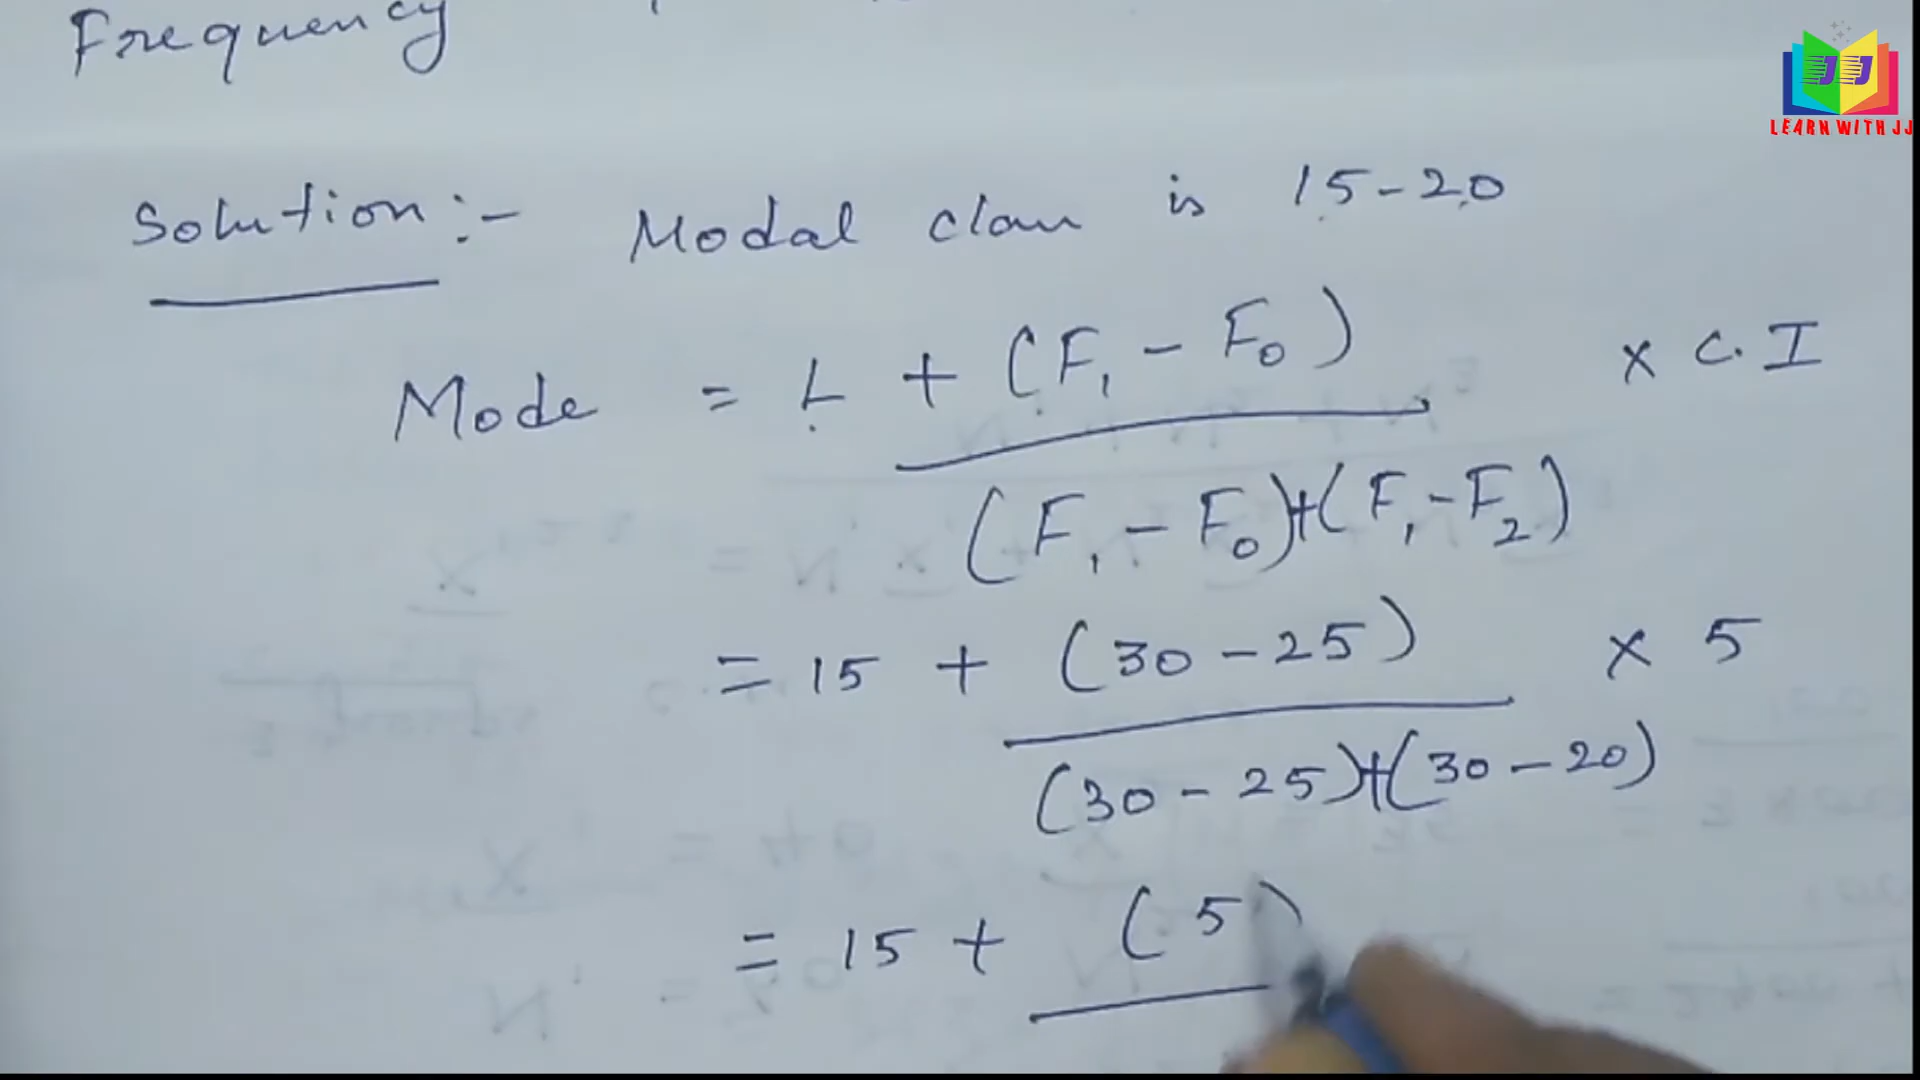 Frequency
JJ
LEARN WITH JJ
Solution:- Modal class is 15-20
Mode = L + (F₁ - F₀) × C.I
(F₁ - F₀)+(F₁-F₂)
= 15 + (30-25) × 5
(30-25)+(30-20)
= 15 + (5)